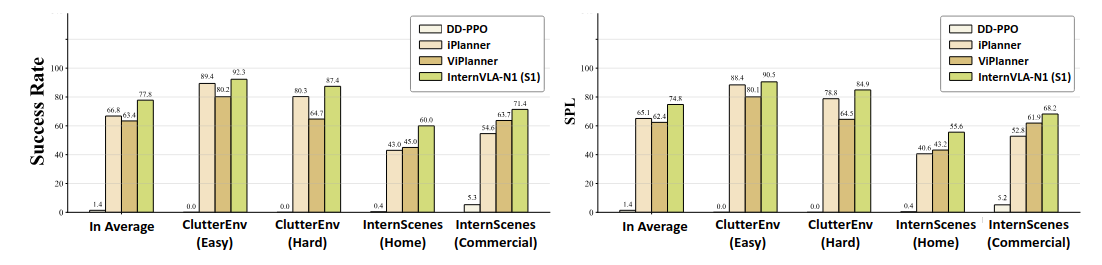 Success Rate
100
80
60
40
20
0
DD-PPO
iPlanner
ViPlanner
InternVLA-N1 (S1)
1.4
66.8
63.4
77.8
0.0
89.4
80.2
92.3
0.0
80.3
64.7
87.4
0.4
43.0
45.0
60.0
5.3
54.6
63.7
71.4
In Average
ClutterEnv
(Easy)
ClutterEnv
(Hard)
InternScenes
(Home)
InternScenes
(Commercial)
SPL
100
80
60
40
20
0
DD-PPO
iPlanner
ViPlanner
InternVLA-N1 (S1)
1.4
65.1
62.4
74.8
0.0
88.4
80.1
90.5
0.0
78.8
64.5
84.9
0.4
40.6
43.2
55.6
5.2
52.8
61.9
68.2
In Average
ClutterEnv
(Easy)
ClutterEnv
(Hard)
InternScenes
(Home)
InternScenes
(Commercial)